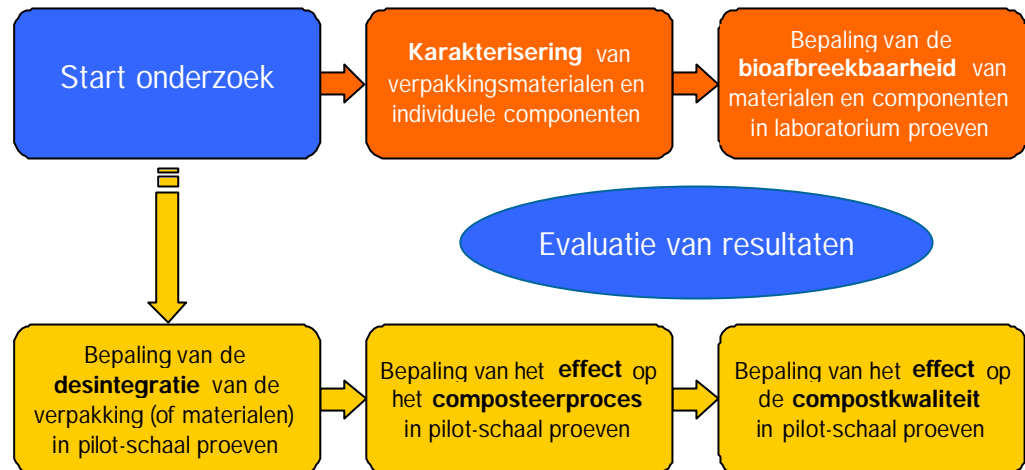 Start onderzoek
Karakterisering van
verpakkingsmaterialen en
individuele componenten
Bepaling van de
bioafbreekbaarheid van
materialen en componenten
in laboratorium proeven
Evaluatie van resultaten
Bepaling van de
desintegratie van de
verpakking (of materialen)
in pilot-schaal proeven
Bepaling van het effect op
het composteerproces
in pilot-schaal proeven
Bepaling van het effect op
de compostkwaliteit
in pilot-schaal proeven